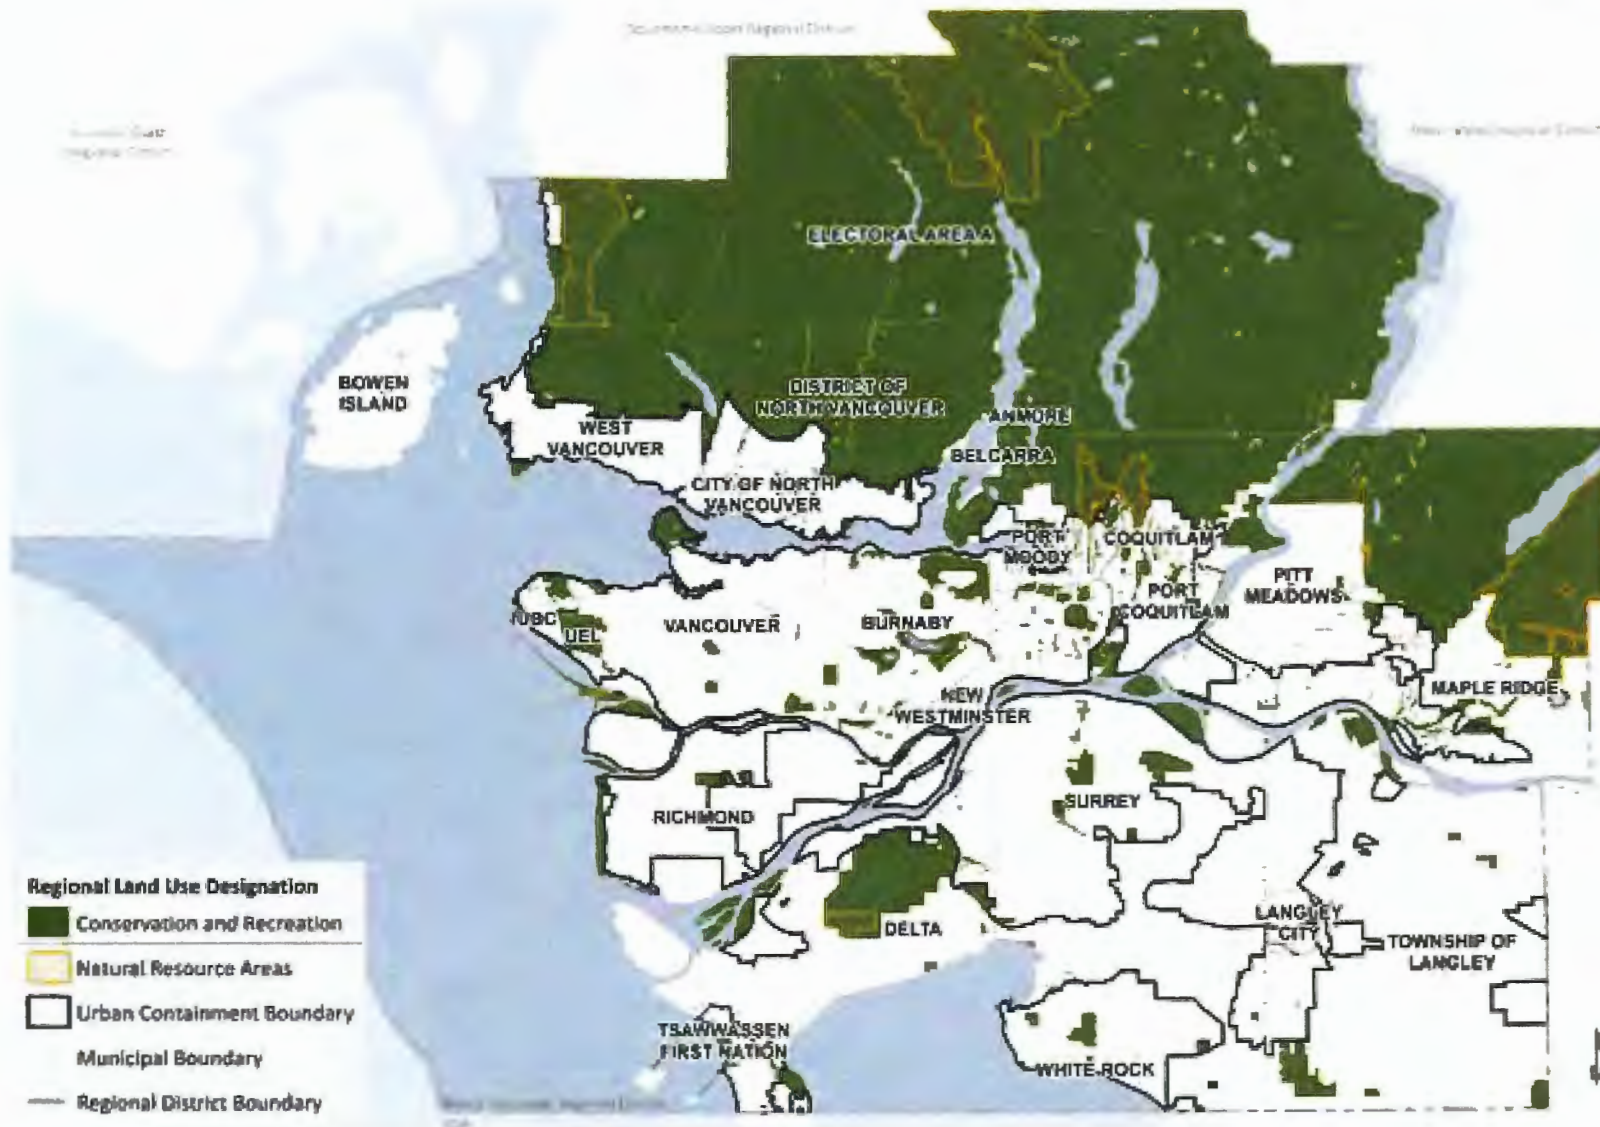 ELECTORAL AREA A
BOWEN
ISLAND
DISTRICT OF
NORTH VANCOUVER
ANMORE
WEST
VANCOUVER
BELCARRA
CITY OF NORTH
VANCOUVER
PORT
MOODY
COQUITLAM
PITT
MEADOWS
PORT
COQUITLAM
UBC
UEL
VANCOUVER
BURNABY
NEW
WESTMINSTER
MAPLE RIDGE
RICHMOND
SURREY
Regional Land Use Designation
Conservation and Recreation
Natural Resource Areas
Urban Containment Boundary
Municipal Boundary
Regional District Boundary
DELTA
LANGLEY
CITY
TOWNSHIP OF
LANGLEY
TSAWWASSEN
FIRST NATION
WHITE ROCK